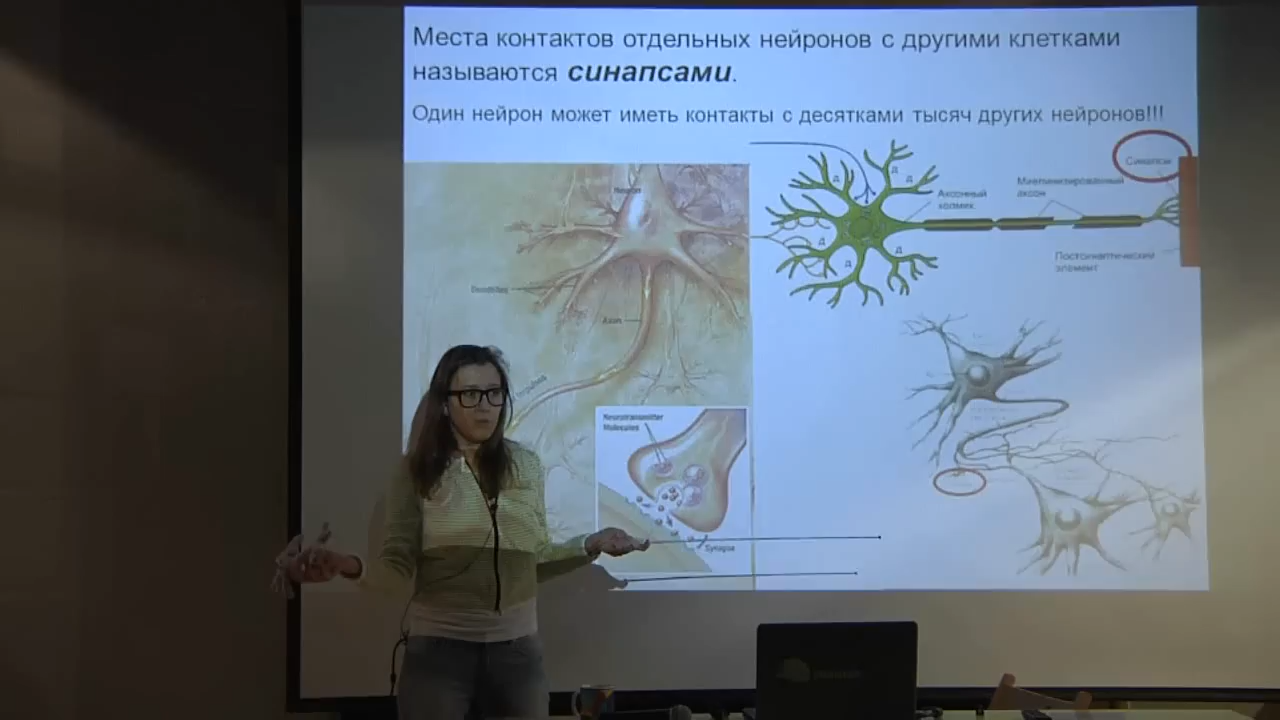 Места контактов отдельных нейронов с другими клетками
называются синапсами.
Один нейрон может иметь контакты с десятками тысяч других нейронов!!!
Neuron
Dendrites
Axon
Impulses
Neurotransmitter
Molecules
Synapse
Д
Д
Д
Д
Д
Д
Аксонный
холмик
Миелинизированный
аксон
Синапсы
Постсинаптический
элемент